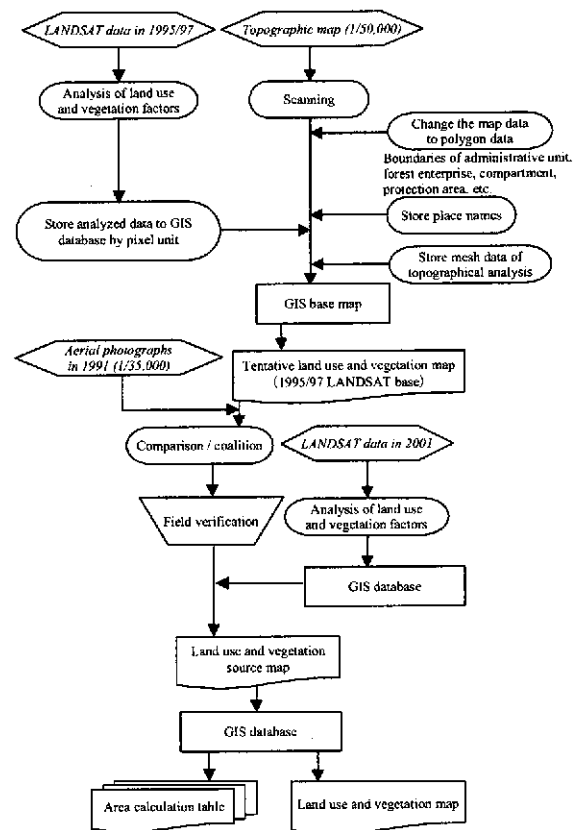 LANDSAT data in 1995/97
Topographic map (1/50,000)
Analysis of land use
and vegetation factors
Scanning
Change the map data
to polygon data
Boundaries of administrative unit,
forest enterprise, compartment,
protection area, etc.
Store analyzed data to GIS
database by pixel unit
Store place names
Store mesh data of
topographical analysis
GIS base map
Aerial photographs
in 1991 (1/35,000)
Tentative land use and vegetation map
(1995/97 LANDSAT base)
Comparison / coalition
LANDSAT data in 2001
Field verification
Analysis of land use
and vegetation factors
GIS database
Land use and vegetation
source map
GIS database
Area calculation table
Land use and vegetation map